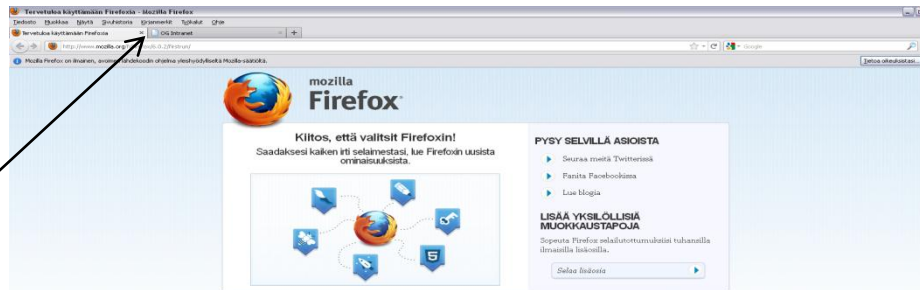 Tervetuloa käyttämään Firefoxia - Mozilla Firefox
Tiedosto Muokkaa Näytä Sivuhistoria Kirjanmerkit Työkalut Ohje
Tervetuloa käyttämään Firefoxia
OG Intranet
http://www.mozilla.org
Google
Mozilla Firefox on ilmainen, avoimen lähdekoodin ohjelma yleishyödylliseltä Mozilla-säätiöltä.
Tietoa oikeuksistasi...
mozilla
Firefox
Kiitos, että valitsit Firefoxin!
Saadaksesi kaiken irti selaimestasi, lue Firefoxin uusista
ominaisuuksista.
PYSY SELVILLÄ ASIOISTA
Seuraa meitä Twitterissä
Fanita Facebookissa
Lue blogia
LISÄÄ YKSILÖLLISIÄ
MUOKKAUSTAPOJA
Sopeuta Firefox selailutottumuksiisi tuhansilla
ilmaisilla lisäosilla.
Selaa lisäosia
5